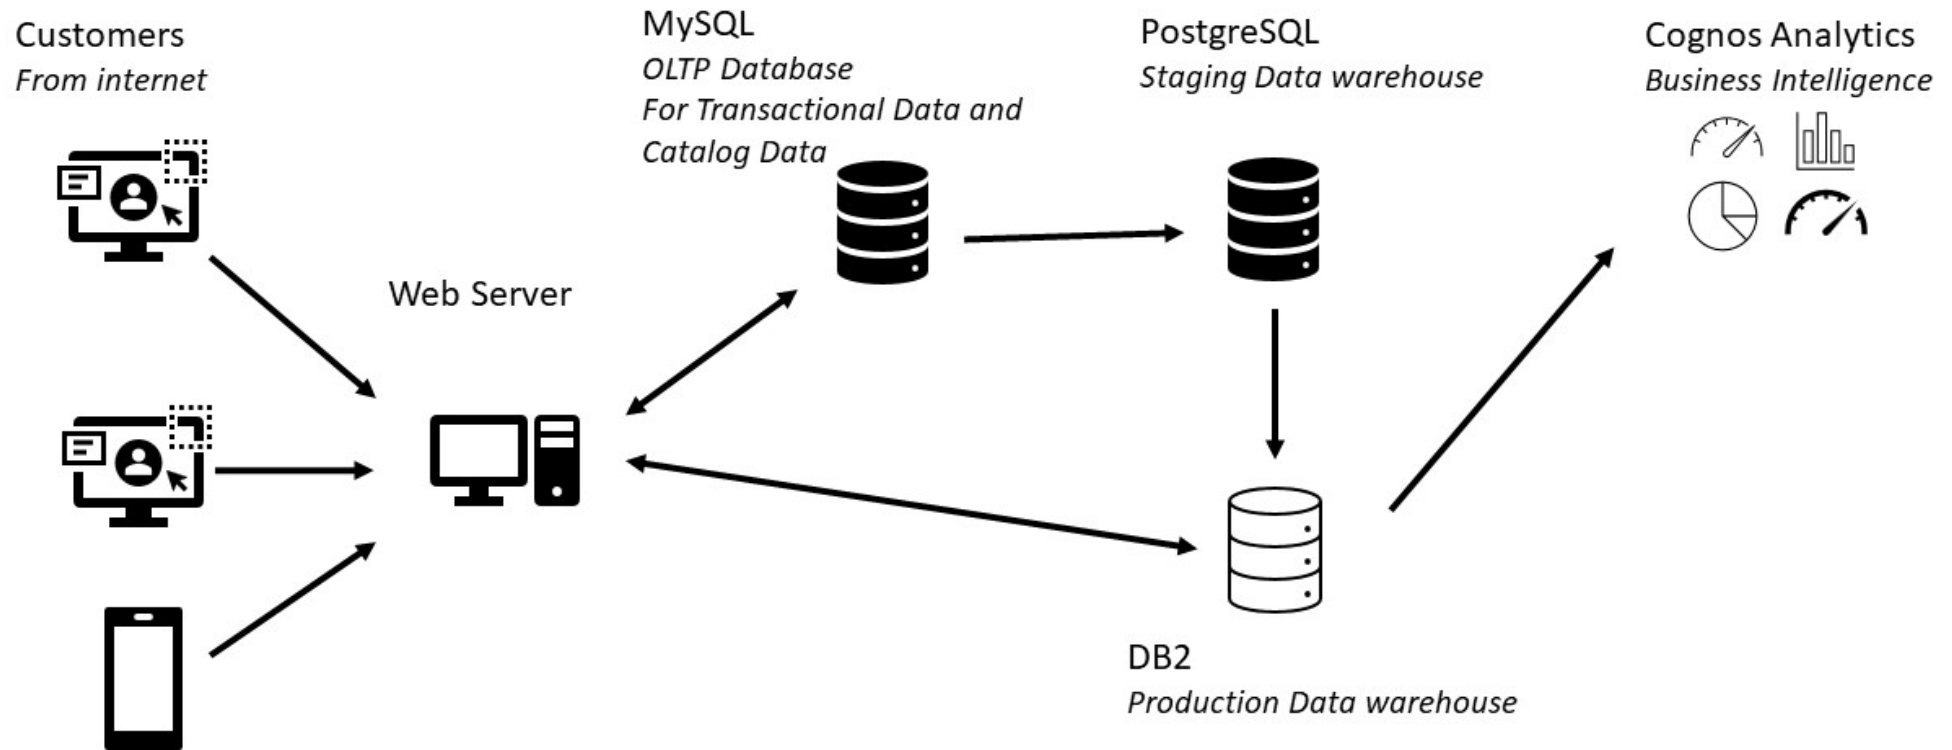 Customers
From internet
MySQL
OLTP Database
For Transactional Data and
Catalog Data
PostgreSQL
Staging Data warehouse
Cognos Analytics
Business Intelligence
Web Server
DB2
Production Data warehouse